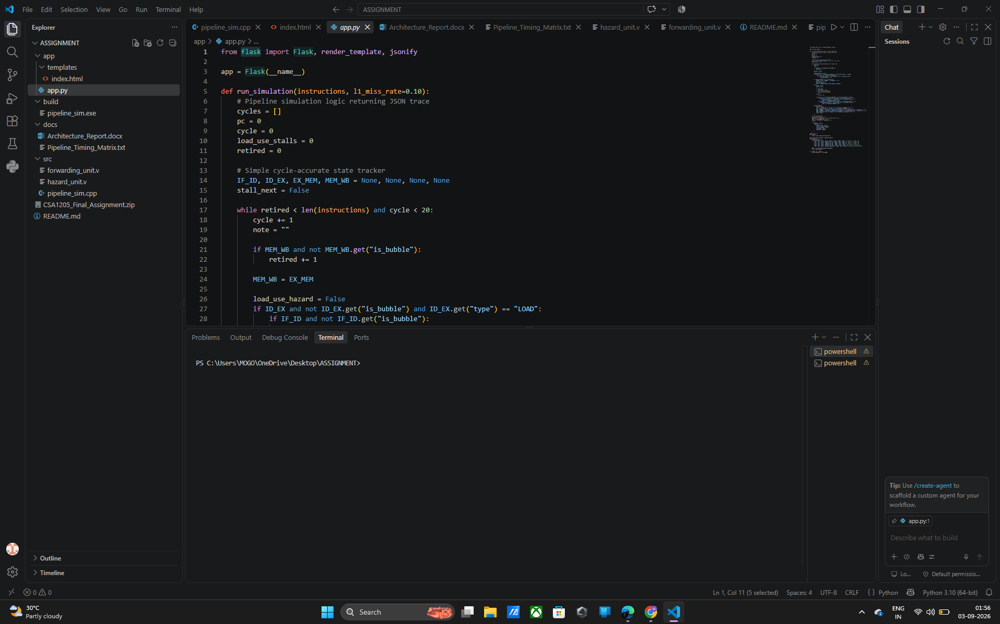 File Edit Selection View Go Run Terminal Help
ASSIGNMENT
Explorer
ASSIGNMENT
app
templates
index.html
app.py
build
pipeline_sim.exe
docs
Architecture_Report.docx
Pipeline_Timing_Matrix.txt
src
forwarding_unit.v
hazard_unit.v
pipeline_sim.cpp
CSA1205_Final_Assignment.zip
README.md
Outline
Timeline
pipeline_sim.cpp index.html app.py Architecture_Report.docx Pipeline_Timing_Matrix.txt hazard_unit.v forwarding_unit.v README.md pip
app > app.py > ...
1 from flask import Flask, render_template, jsonify
2
3 app = Flask(__name__)
4
5 def run_simulation(instructions, l1_miss_rate=0.10):
6 # Pipeline simulation logic returning JSON trace
7 cycles = []
8 pc = 0
9 cycle = 0
10 load_use_stalls = 0
11 retired = 0
12
13 # Simple cycle-accurate state tracker
14 IF_ID, ID_EX, EX_MEM, MEM_WB = None, None, None, None
15 stall_next = False
16
17 while retired < len(instructions) and cycle < 20:
18 cycle += 1
19 note = ""
20
21 if MEM_WB and not MEM_WB.get("is_bubble"):
22 retired += 1
23
24 MEM_WB = EX_MEM
25
26 load_use_hazard = False
27 if ID_EX and not ID_EX.get("is_bubble") and ID_EX.get("type") == "LOAD":
28 if IF_ID and not IF_ID.get("is_bubble"):
Problems Output Debug Console Terminal Ports
PS C:\Users\MOGO\OneDrive\Desktop\ASSIGNMENT>
powershell
powershell
Chat
Sessions
Tip: Use /create-agent to
scaffold a custom agent for your
workflow.
app.py:1
Describe what to build
Lo... Default permissio...
0 0
Ln 1, Col 11 (5 selected) Spaces: 4 UTF-8 CRLF { } Python Python 3.10 (64-bit)
30°C
Partly cloudy
Search
ENG
IN
01:56
03-09-2026